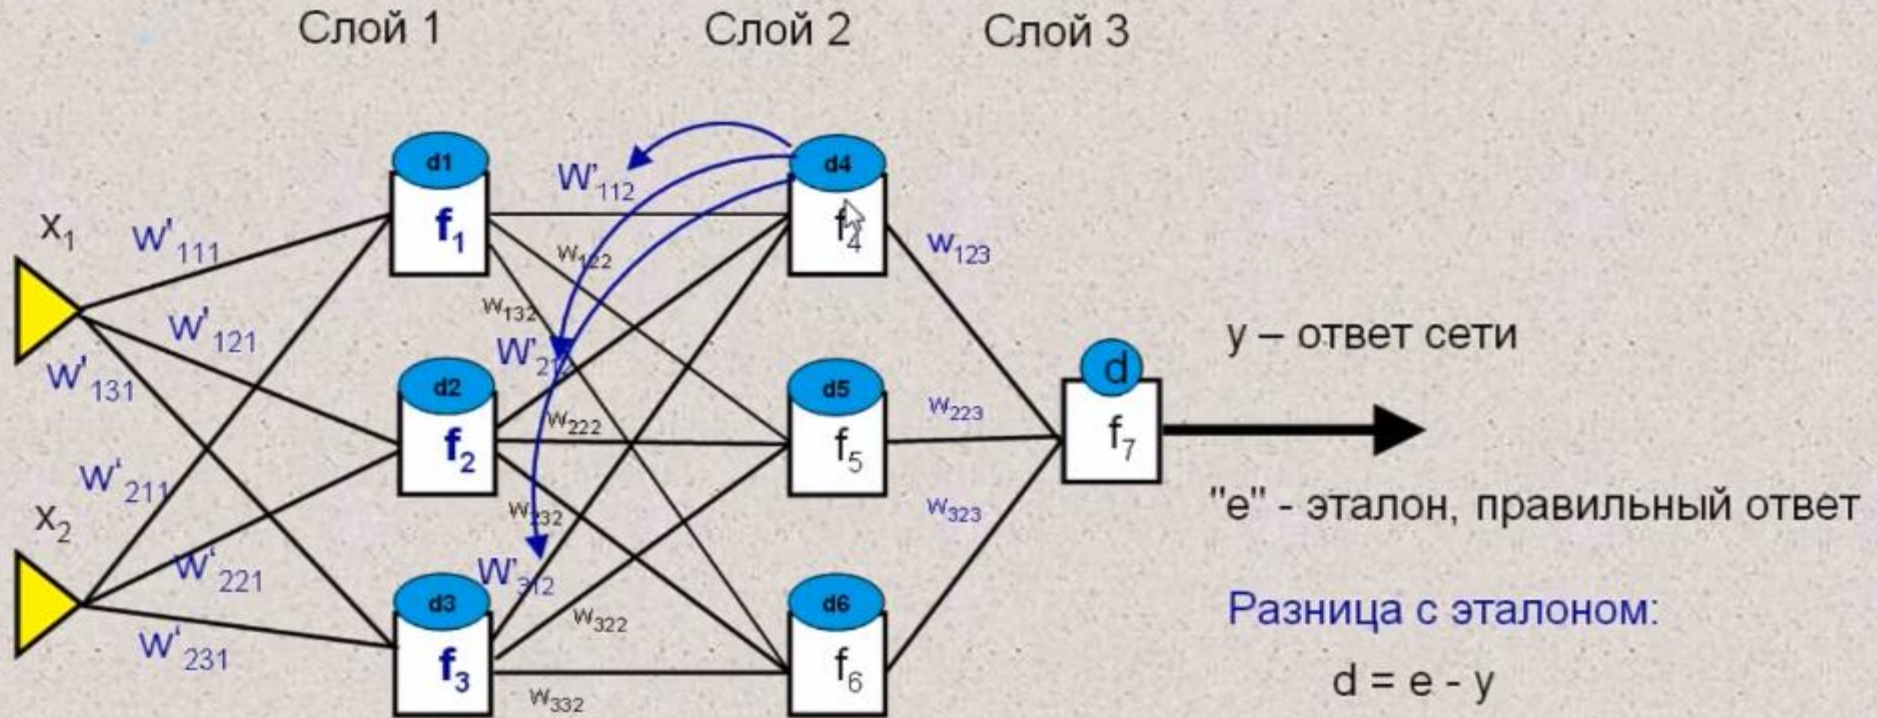 Слой 1
Слой 2
Слой 3
d1
f₁
d4
f₄
x₁
w'₁₁₁
W'₁₁₂
w₁₂₂
w₁₂₃
w₁₃₂
w'₁₂₁
w'₁₃₁
W'₂₁₂
y – ответ сети
d
f₇
d2
f₂
d5
f₅
w₂₂₂
w₂₂₃
w'₂₁₁
x₂
w₂₃₂
w₃₂₃
"e" - эталон, правильный ответ
w'₂₂₁
W'₃₁₂
d3
f₃
d6
f₆
w₃₂₂
Разница с эталоном:
w'₂₃₁
w₃₃₂
d = e - y